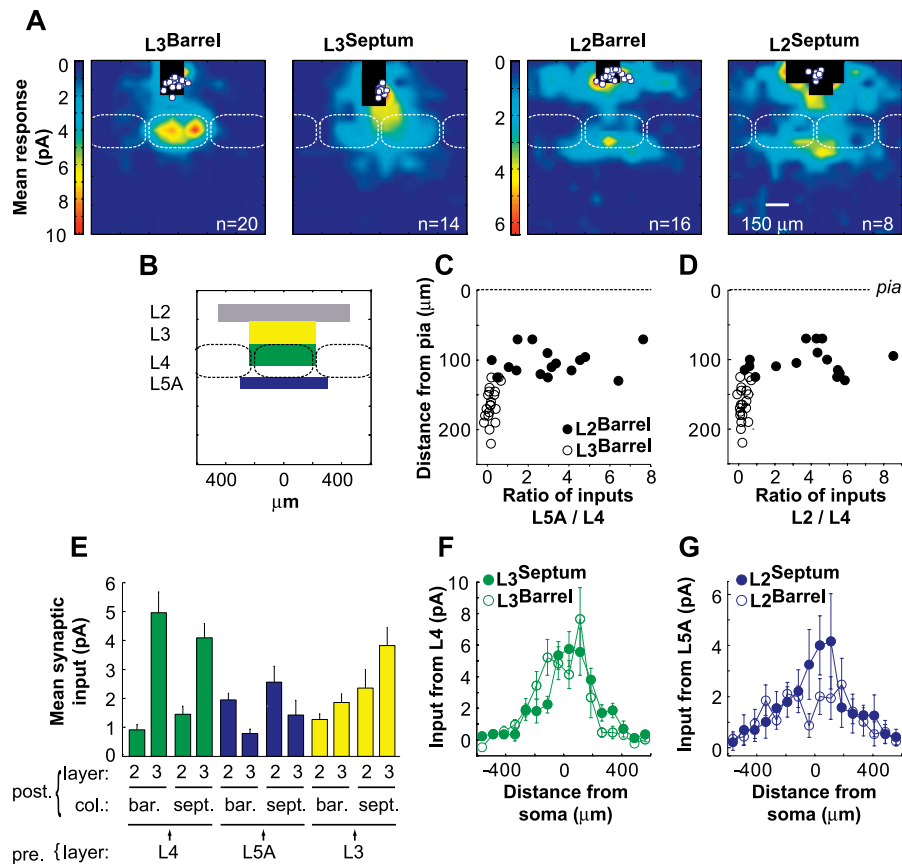 A
L3Barrel
L3Septum
L2Barrel
L2Septum
Mean response (pA)
0
2
4
6
8
10
n=20
n=14
0
2
4
6
n=16
150 μm
n=8
B
L2
L3
L4
L5A
400 0 400
μm
C
Distance from pia (μm)
0
100
200
L2Barrel
L3Barrel
0 2 4 6 8
Ratio of inputs
L5A / L4
D
pia
0
100
200
0 2 4 6 8
Ratio of inputs
L2 / L4
E
Mean synaptic input (pA)
6
5
4
3
2
1
0
post. { layer: 2 3 2 3 2 3 2 3 2 3 2 3
col.: bar. sept. bar. sept. bar. sept.
pre. { layer: L4 L5A L3
F
L3Septum
L3Barrel
Input from L4 (pA)
10
8
6
4
2
0
−400 0 400
Distance from
soma (μm)
G
L2Septum
L2Barrel
Input from L5A (pA)
6
4
2
0
−400 0 400
Distance from
soma (μm)